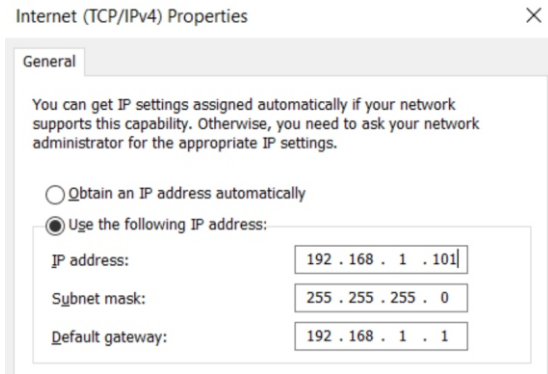 Internet (TCP/IPv4) Properties
General
You can get IP settings assigned automatically if your network
supports this capability. Otherwise, you need to ask your network
administrator for the appropriate IP settings.
Obtain an IP address automatically
Use the following IP address:
IP address: 192 . 168 . 1 . 101
Subnet mask: 255 . 255 . 255 . 0
Default gateway: 192 . 168 . 1 . 1